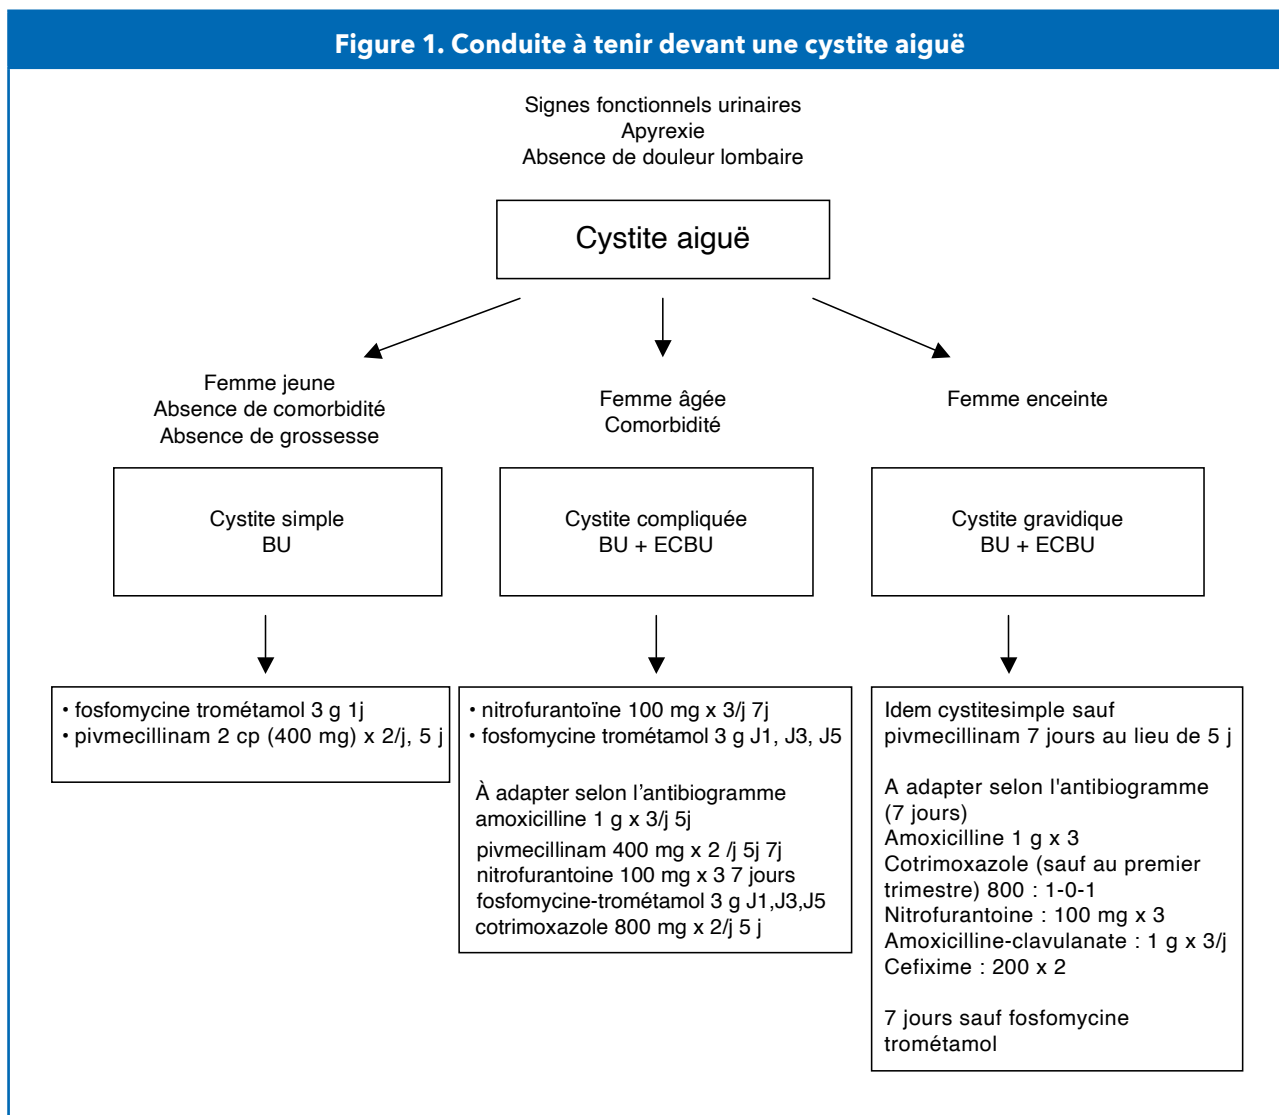 Figure 1. Conduite à tenir devant une cystite aiguë
Signes fonctionnels urinaires
Apyrexie
Absence de douleur lombaire
Cystite aiguë
Femme jeune
Absence de comorbidité
Absence de grossesse
Cystite simple
BU
• fosfomycine trométamol 3 g 1j
• pivmecillinam 2 cp (400 mg) x 2/j, 5 j
Femme âgée
Comorbidité
Cystite compliquée
BU + ECBU
• nitrofurantoïne 100 mg x 3/j 7j
• fosfomycine trométamol 3 g J1, J3, J5
À adapter selon l’antibiogramme
amoxicilline 1 g x 3/j 5j
pivmecillinam 400 mg x 2 /j 5j 7j
nitrofurantoine 100 mg x 3 7 jours
fosfomycine-trométamol 3 g J1,J3,J5
cotrimoxazole 800 mg x 2/j 5 j
Femme enceinte
Cystite gravidique
BU + ECBU
Idem cystitesimple sauf
pivmecillinam 7 jours au lieu de 5 j
A adapter selon l'antibiogramme
(7 jours)
Amoxicilline 1 g x 3
Cotrimoxazole (sauf au premier
trimestre) 800 : 1-0-1
Nitrofurantoine : 100 mg x 3
Amoxicilline-clavulanate : 1 g x 3/j
Cefixime : 200 x 2
7 jours sauf fosfomycine
trométamol